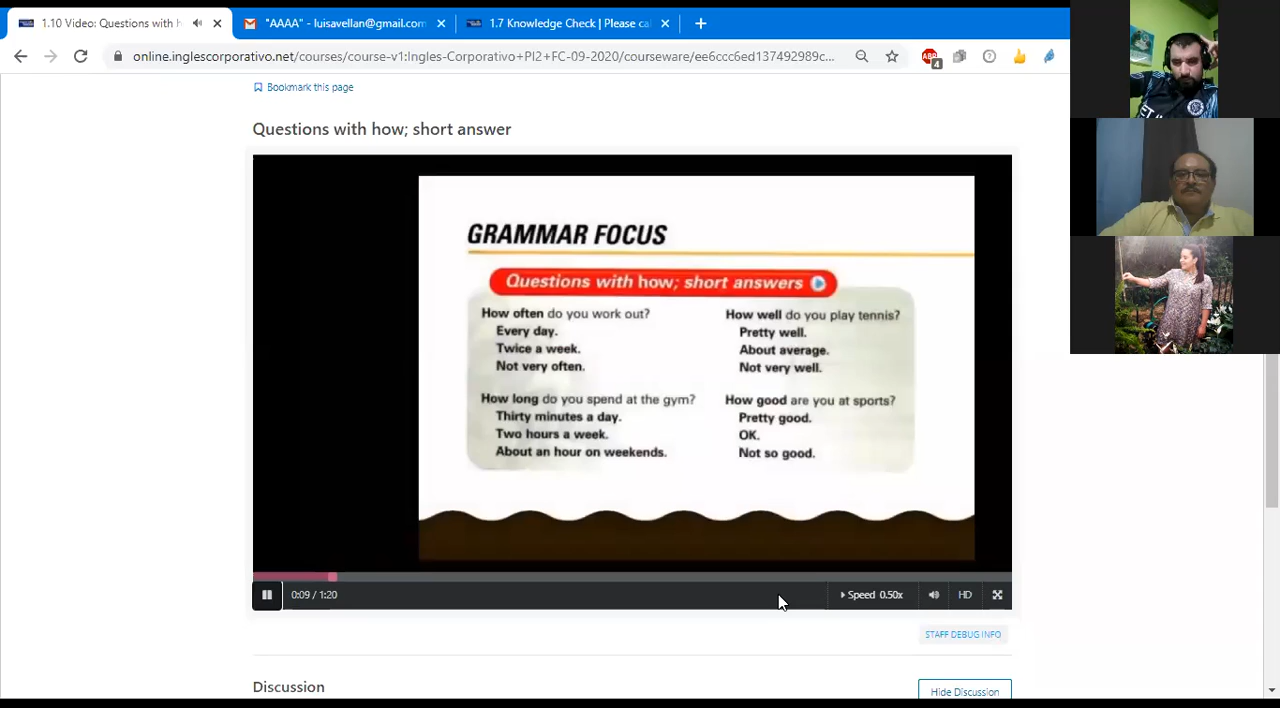 1.10 Video: Questions with h
"AAAA" - luisavellan@gmail.com
1.7 Knowledge Check | Please ca
online.inglescorporativo.net/courses/course-v1:Ingles-Corporativo+PI2+FC-09-2020/courseware/ee6ccc6ed137492989c...
ABP
4
Bookmark this page
Questions with how; short answer
GRAMMAR FOCUS
Questions with how; short answers
How often do you work out?
Every day.
Twice a week.
Not very often.
How long do you spend at the gym?
Thirty minutes a day.
Two hours a week.
About an hour on weekends.
How well do you play tennis?
Pretty well.
About average.
Not very well.
How good are you at sports?
Pretty good.
OK.
Not so good.
0:09 / 1:20
Speed 0.50x
HD
STAFF DEBUG INFO
Discussion
Hide Discussion